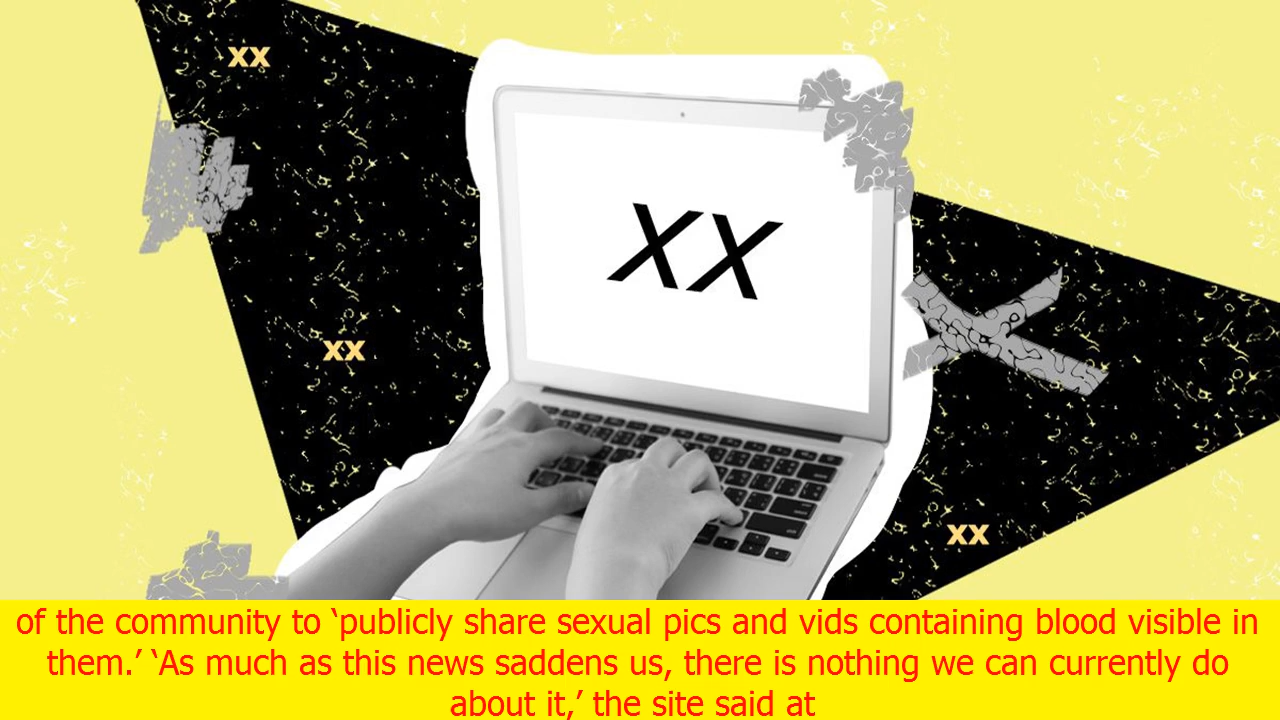 xx
XX
xx
xx
of the community to ‘publicly share sexual pics and vids containing blood visible in
them.’ ‘As much as this news saddens us, there is nothing we can currently do
about it,’ the site said at